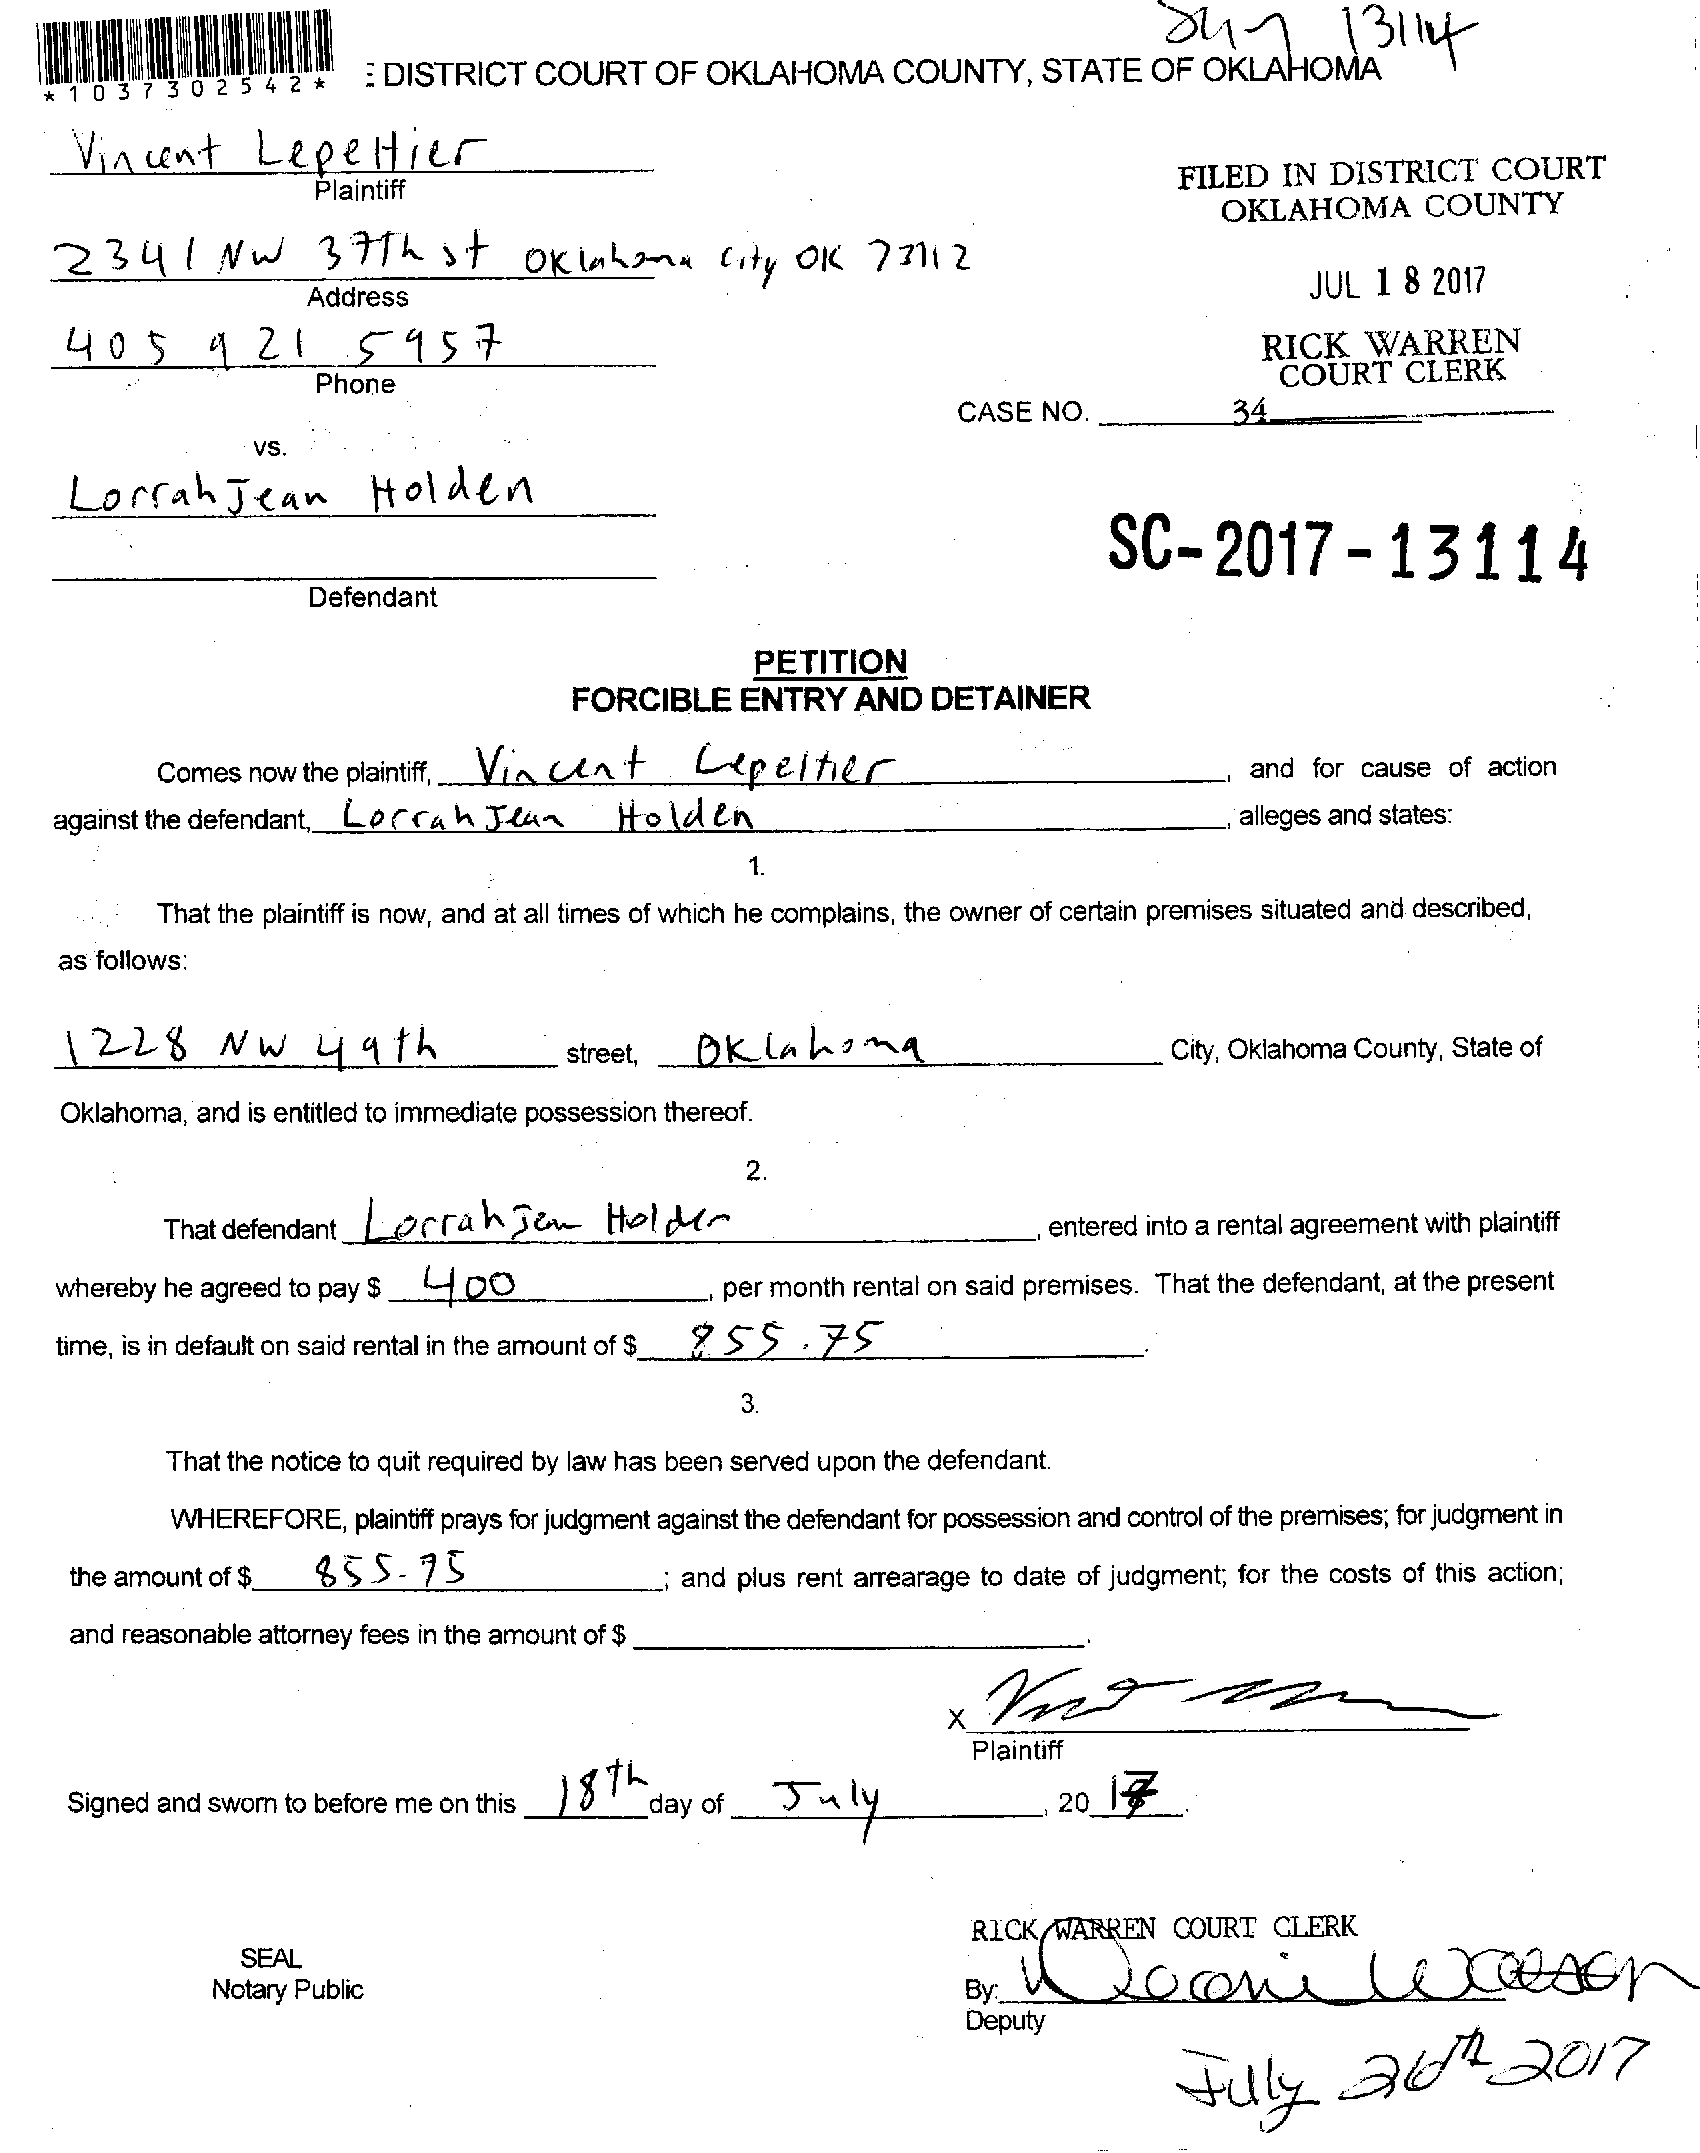 13114
*1037302542*
DISTRICT COURT OF OKLAHOMA COUNTY, STATE OF OKLAHOMA
Vincent Lepeltier
Plaintiff
FILED IN DISTRICT COURT
OKLAHOMA COUNTY
2341 NW 37Th st Oklahoma City OK 73112
Address
JUL 18 2017
405 921 5957
Phone
RICK WARREN
COURT CLERK
CASE NO. 34
vs.
Lorrah Jean Holden
SC-2017-13114
Defendant
PETITION
FORCIBLE ENTRY AND DETAINER
Comes now the plaintiff, Vincent Lepeltier, and for cause of action
against the defendant, Lorrah Jean Holden, alleges and states:
1.
That the plaintiff is now, and at all times of which he complains, the owner of certain premises situated and described,
as follows:
1228 NW 49th street, Oklahoma City, Oklahoma County, State of
Oklahoma, and is entitled to immediate possession thereof.
2.
That defendant Lorrah Jean Holden, entered into a rental agreement with plaintiff
whereby he agreed to pay $ 400, per month rental on said premises. That the defendant, at the present
time, is in default on said rental in the amount of $ 855.75.
3.
That the notice to quit required by law has been served upon the defendant.
WHEREFORE, plaintiff prays for judgment against the defendant for possession and control of the premises; for judgment in
the amount of $ 855.75; and plus rent arrearage to date of judgment; for the costs of this action;
and reasonable attorney fees in the amount of $ .
X
Plaintiff
Signed and sworn to before me on this 18Th day of July, 2017.
RICK WARREN COURT CLERK
SEAL
Notary Public
By:
Deputy
July 26th 2017